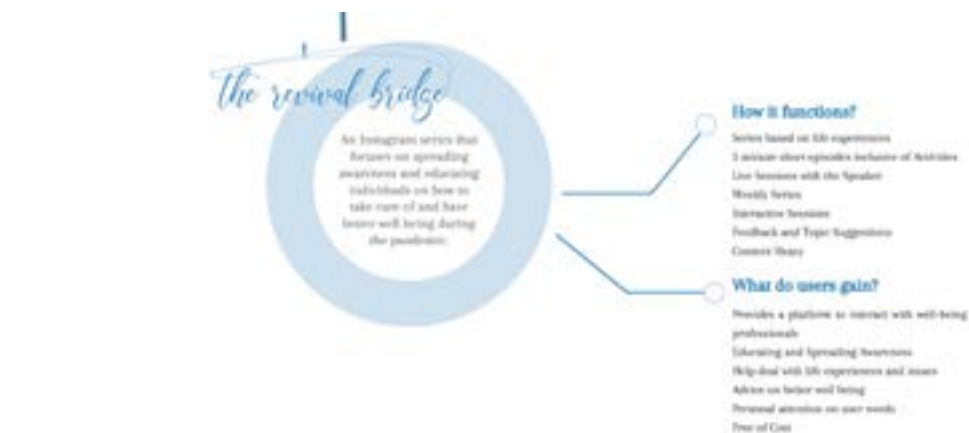 the revival bridge
An Instagram series that
focuses on spreading
awareness and educating
individuals on how to
take care of and have
better well being during
the pandemic.
How it functions?
Series based on life experiences
minute short episodes inclusive of Activities
Live Sessions with the Speaker
Weekly Series
Interactive Sessions
Feedback and Topic Suggestions
Content Heavy
What do users gain?
Provides a platform to interact with well-being
professionals
Educating and Spreading Awareness
Help deal with life experiences and issues
Advice on better well being
Personal attention on user needs
Free of Cost